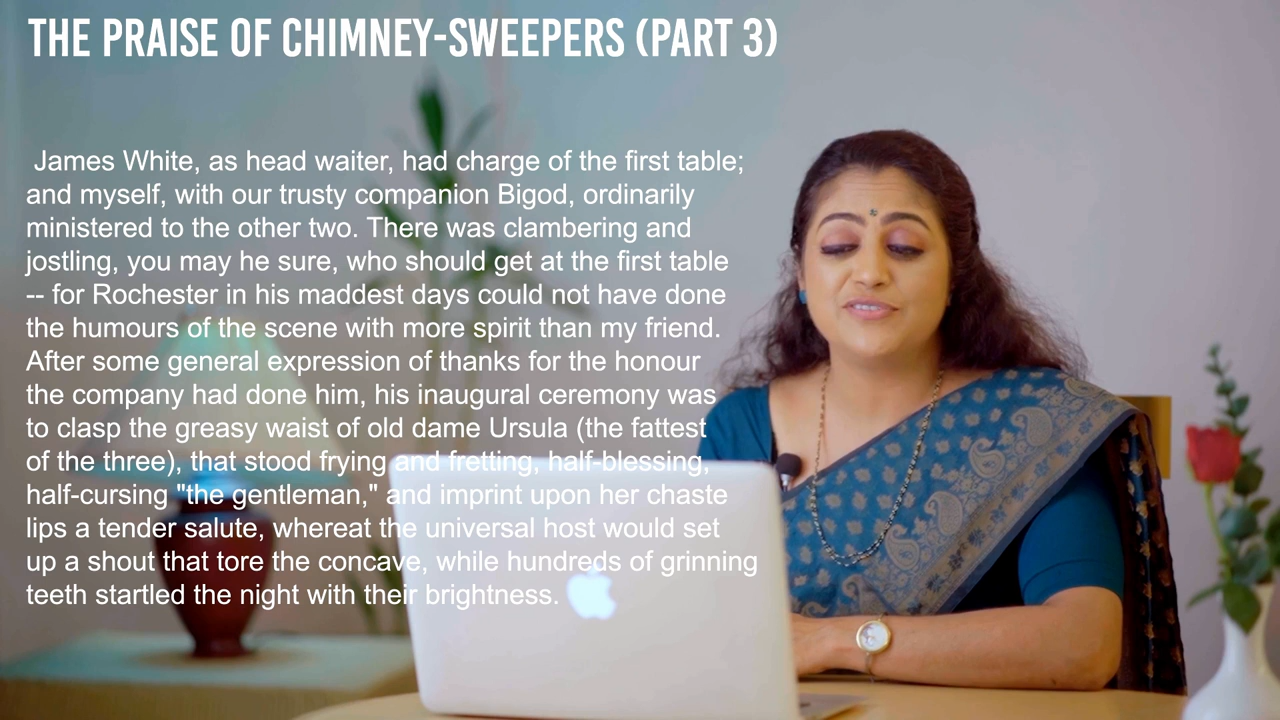 THE PRAISE OF CHIMNEY-SWEEPERS (PART 3)
James White, as head waiter, had charge of the first table;
and myself, with our trusty companion Bigod, ordinarily
ministered to the other two. There was clambering and
jostling, you may he sure, who should get at the first table
-- for Rochester in his maddest days could not have done
the humours of the scene with more spirit than my friend.
After some general expression of thanks for the honour
the company had done him, his inaugural ceremony was
to clasp the greasy waist of old dame Ursula (the fattest
of the three), that stood frying and fretting, half-blessing,
half-cursing "the gentleman," and imprint upon her chaste
lips a tender salute, whereat the universal host would set
up a shout that tore the concave, while hundreds of grinning
teeth startled the night with their brightness.